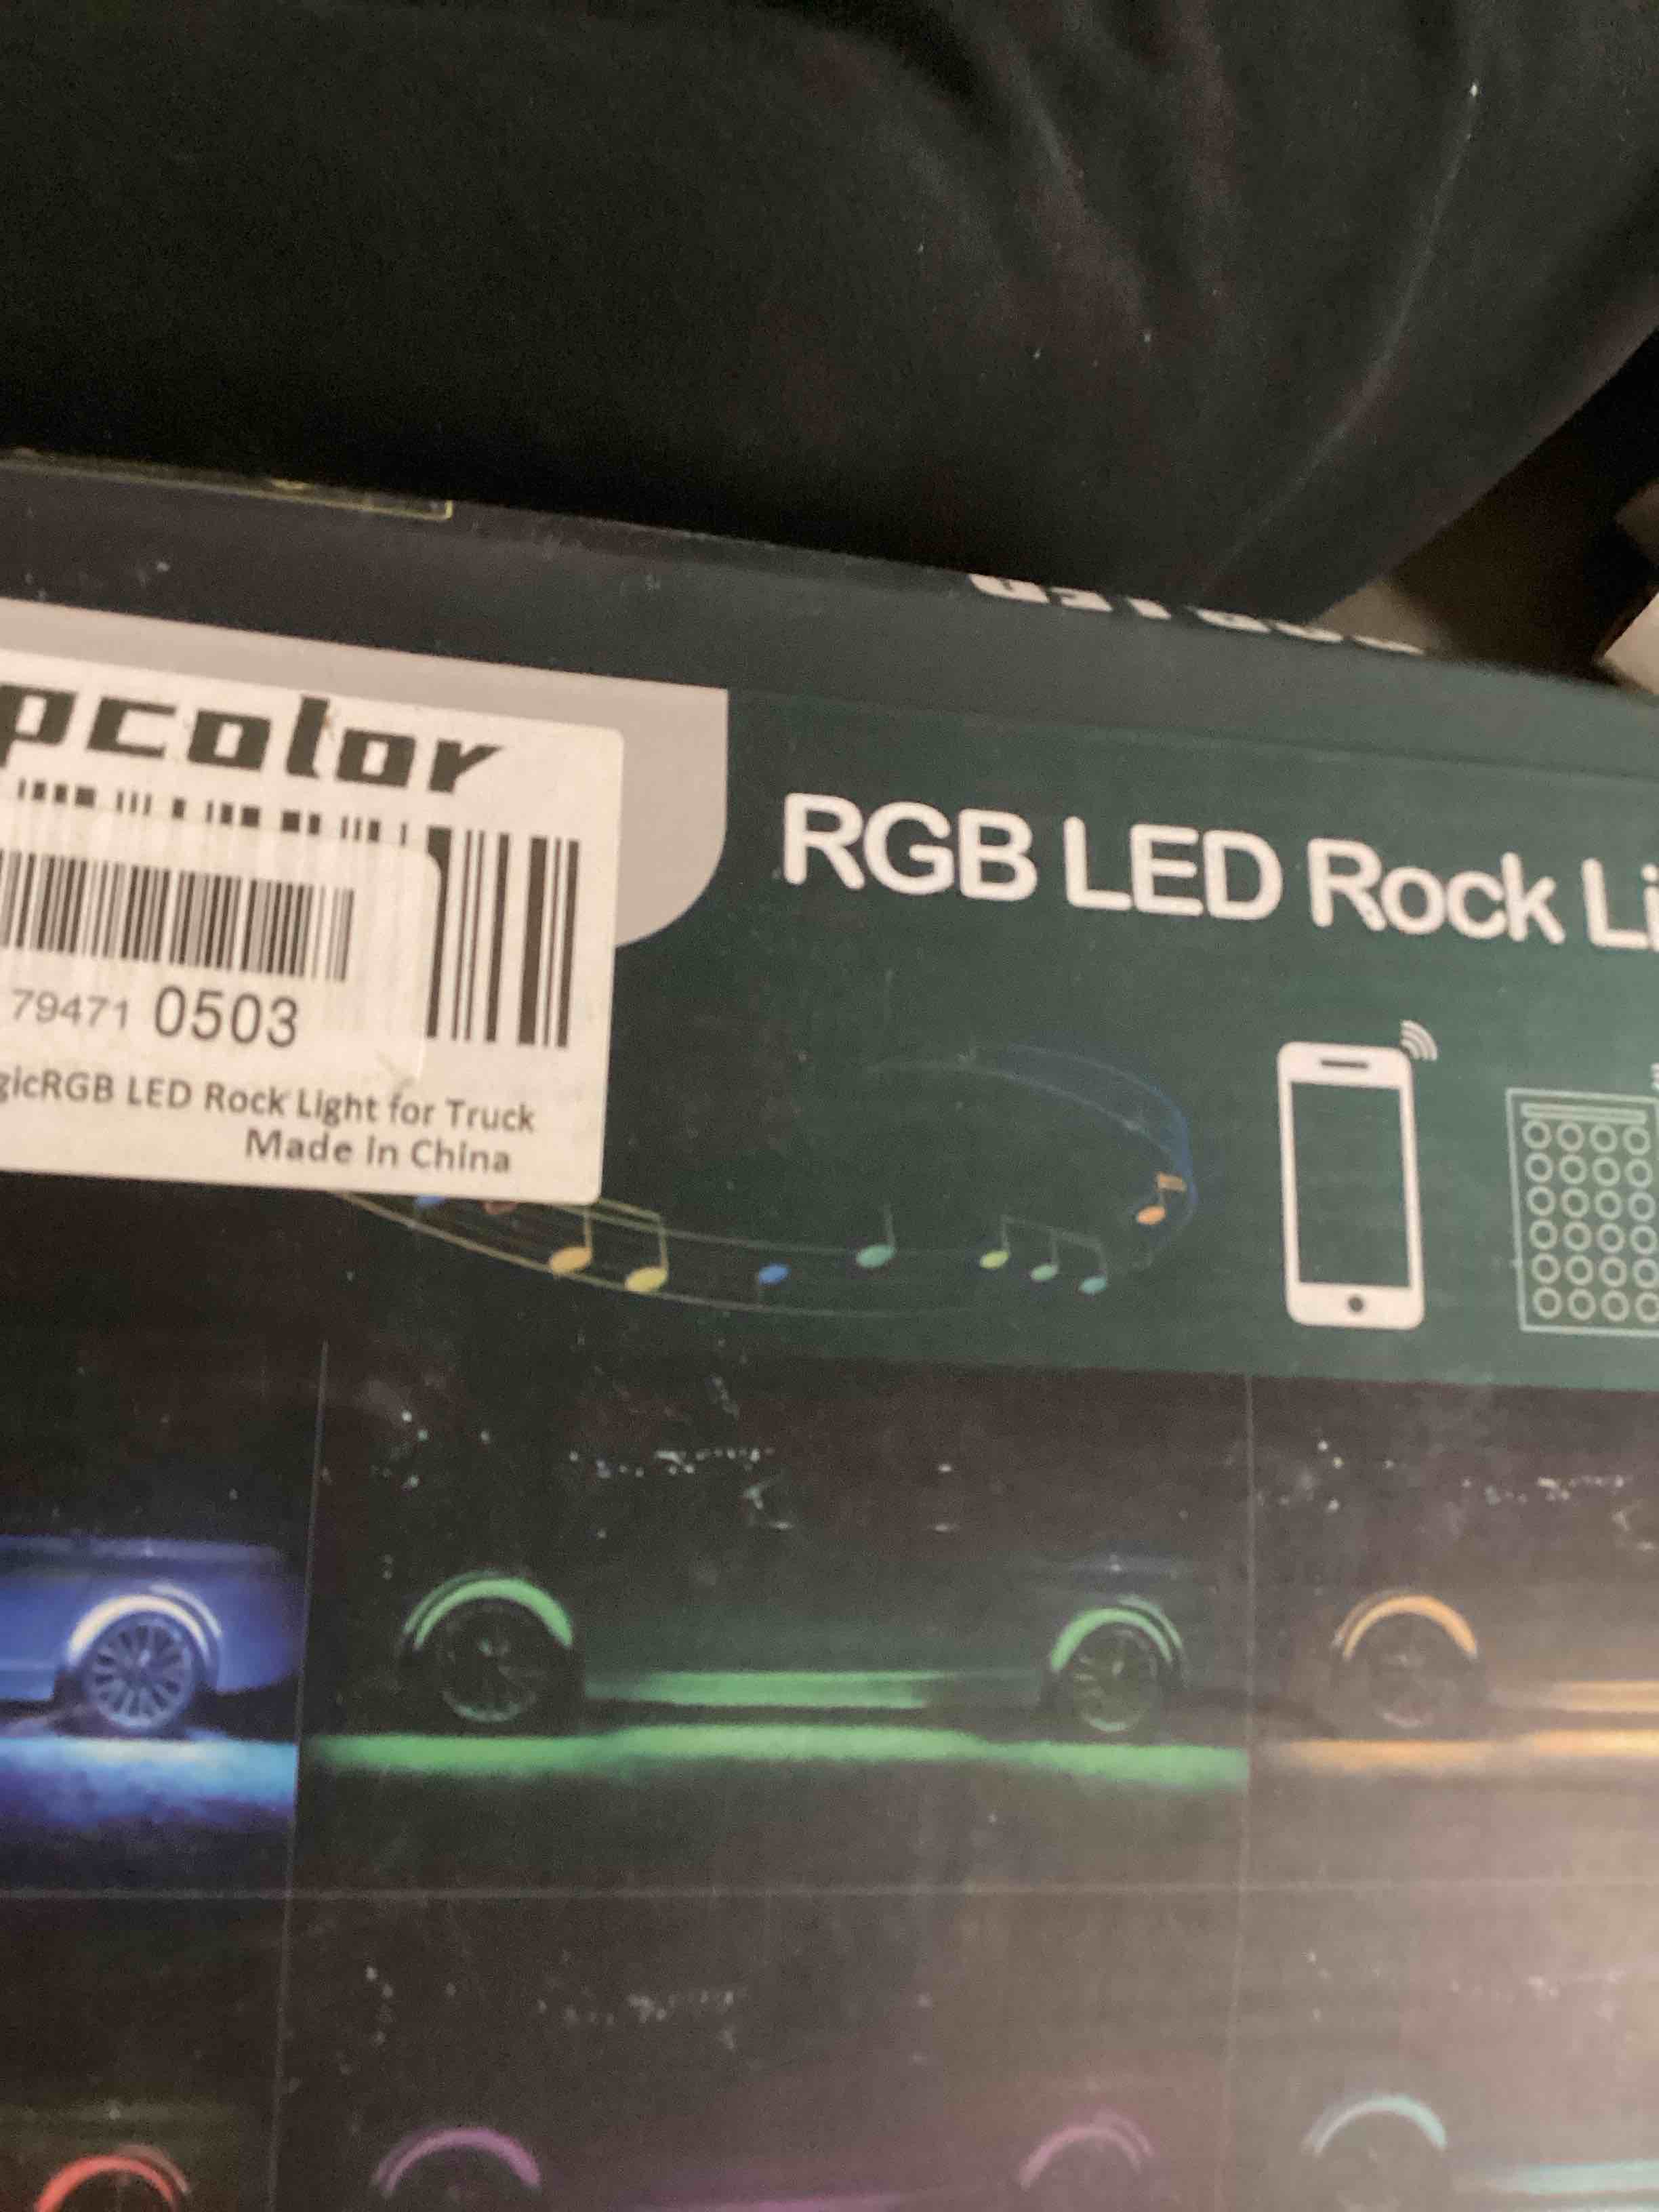 pcolor
79471 0503
gicRGB LED Rock Light for Truck
Made in China
RGB LED Rock Li